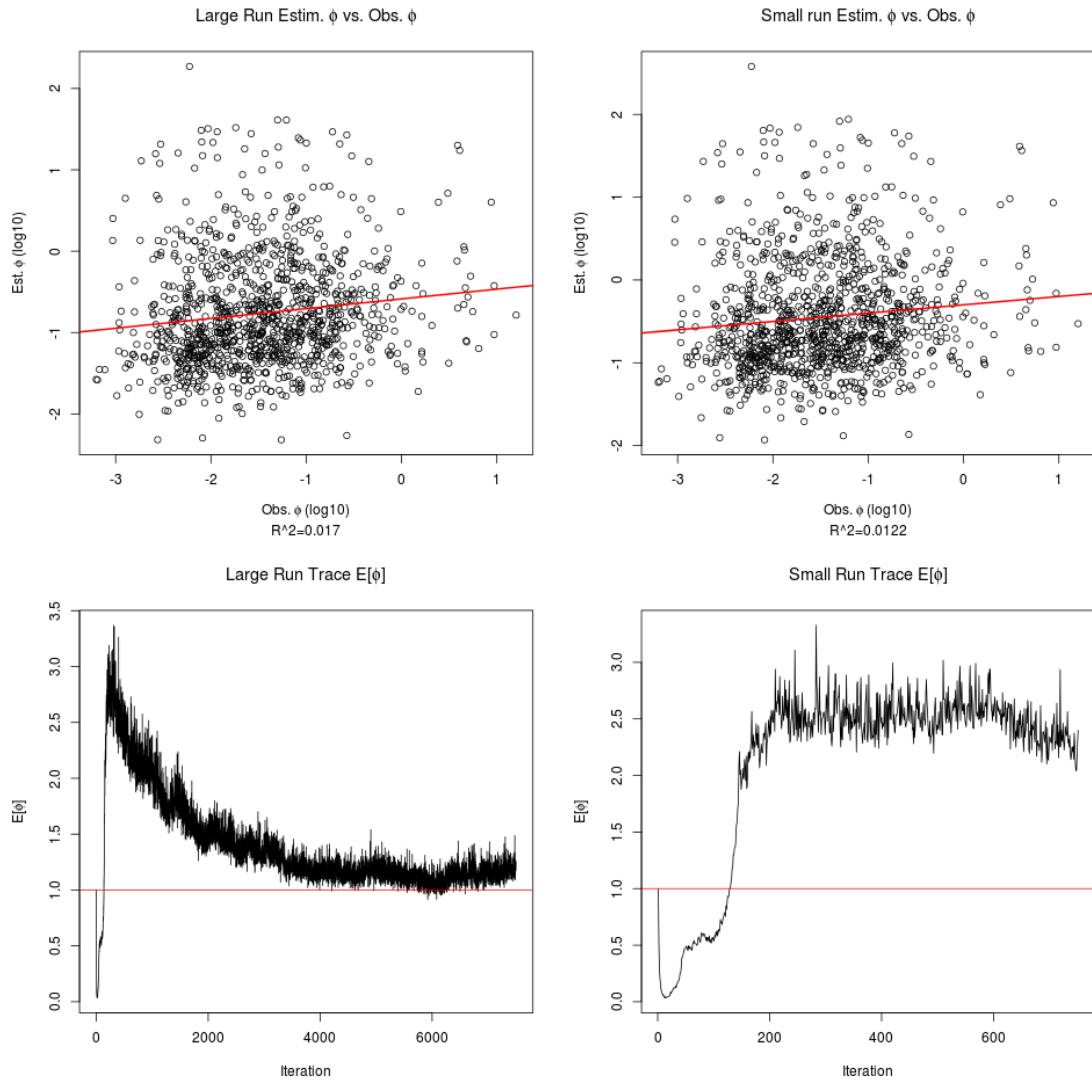 Large Run Estim. ϕ vs. Obs. ϕ
Est. ϕ (log10)
2
1
0
-1
-2
-3 -2 -1 0 1
Obs. ϕ (log10)
R^2=0.017
Small run Estim. ϕ vs. Obs. ϕ
Est. ϕ (log10)
2
1
0
-1
-2
-3 -2 -1 0 1
Obs. ϕ (log10)
R^2=0.0122
Large Run Trace E[ϕ]
E[ϕ]
3.5
3.0
2.5
2.0
1.5
1.0
0.5
0.0
0 2000 4000 6000
Iteration
Small Run Trace E[ϕ]
E[ϕ]
3.0
2.5
2.0
1.5
1.0
0.5
0.0
0 200 400 600
Iteration